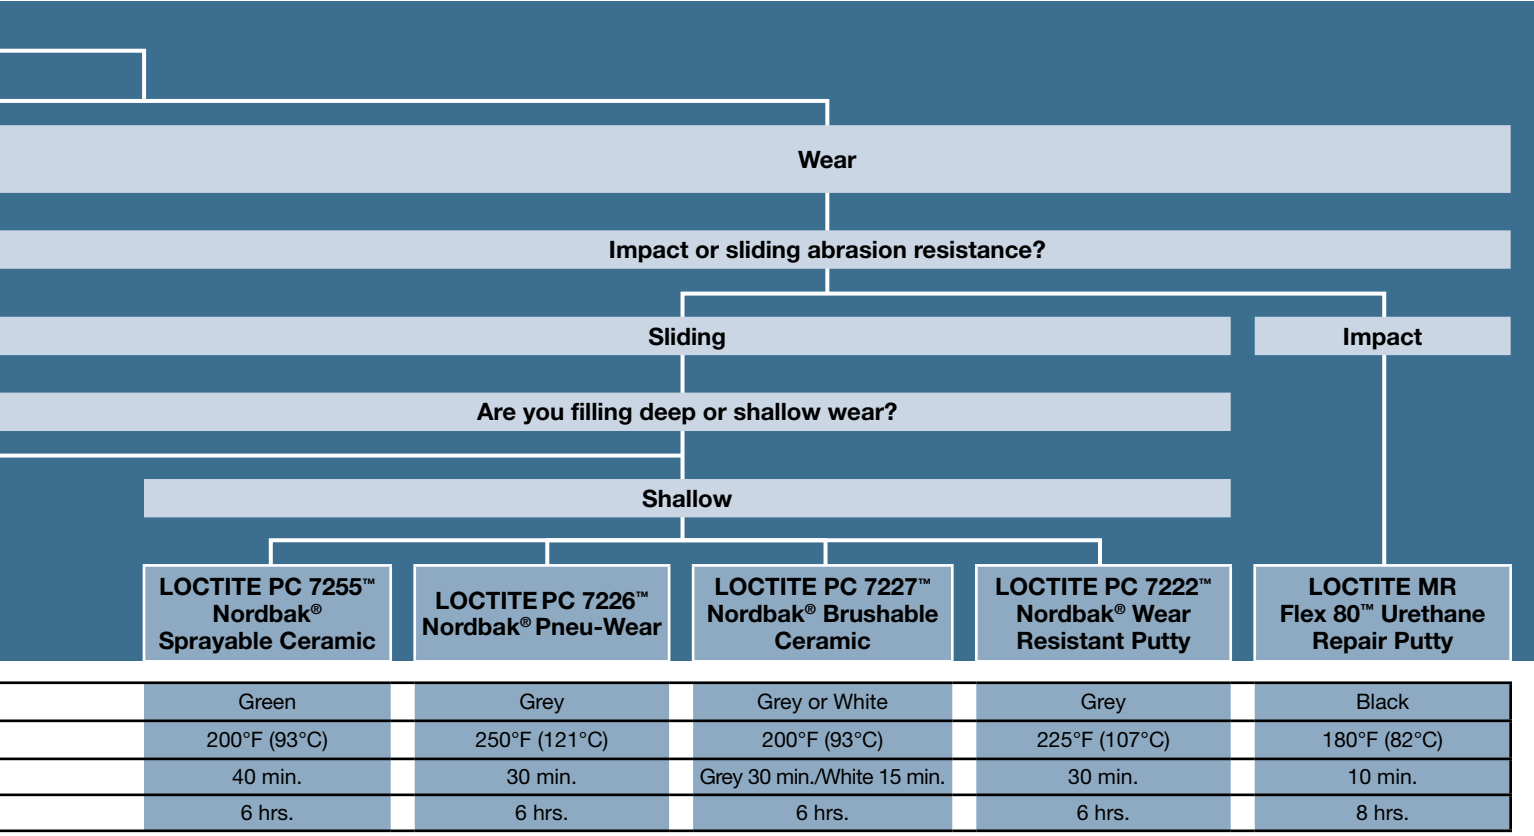 Wear
Impact or sliding abrasion resistance?
Sliding
Impact
Are you filling deep or shallow wear?
Shallow
LOCTITE PC 7255™
Nordbak®
Sprayable Ceramic
LOCTITE PC 7226™
Nordbak® Pneu-Wear
LOCTITE PC 7227™
Nordbak® Brushable
Ceramic
LOCTITE PC 7222™
Nordbak® Wear
Resistant Putty
LOCTITE MR
Flex 80™ Urethane
Repair Putty
Green Grey Grey or White Grey Black
200°F (93°C) 250°F (121°C) 200°F (93°C) 225°F (107°C) 180°F (82°C)
40 min. 30 min. Grey 30 min./White 15 min. 30 min. 10 min.
6 hrs. 6 hrs. 6 hrs. 6 hrs. 8 hrs.